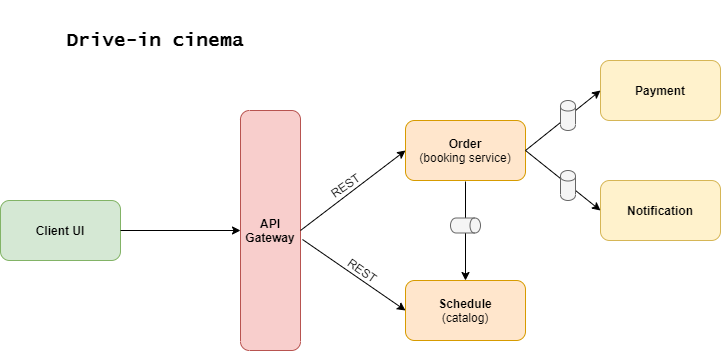 Drive-in cinema
Payment
Order
(booking service)
REST
API
Gateway
Client UI
Notification
REST
Schedule
(catalog)